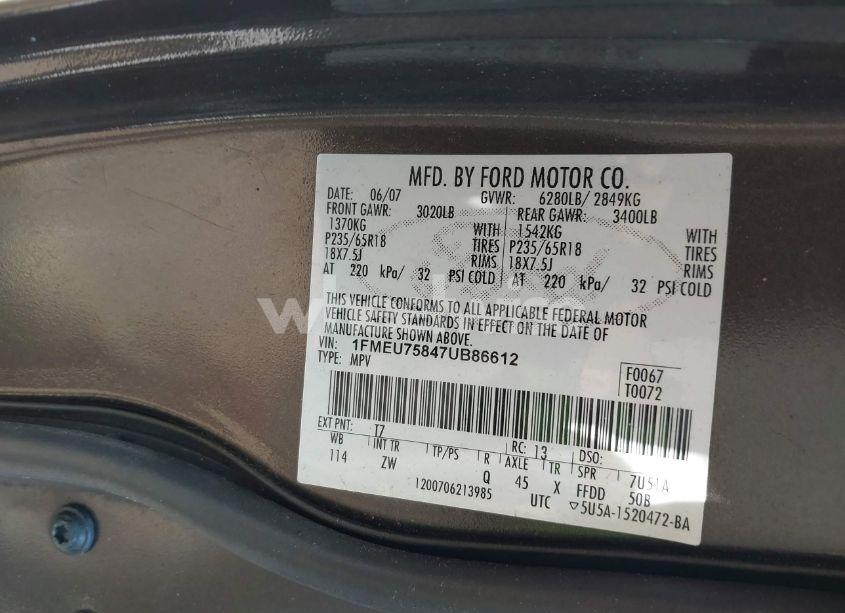 MFD. BY FORD MOTOR CO.
DATE: 06/07 GVWR: 6280LB/ 2849KG
FRONT GAWR: 3020LB REAR GAWR: 3400LB
1370KG WITH 1542KG WITH
P235/65R18 TIRES P235/65R18 TIRES
18X7.5J RIMS 18X7.5J RIMS
AT 220 kPa/ 32 PSI COLD AT 220 kPa/ 32 PSI COLD
THIS VEHICLE CONFORMS TO ALL APPLICABLE FEDERAL MOTOR
VEHICLE SAFETY STANDARDS IN EFFECT ON THE DATE OF
MANUFACTURE SHOWN ABOVE.
VIN: 1FMEU75847UB86612
TYPE: MPV
F0067
T0072
EXT PNT: T7 RC: 13 DSO:
WB INT TR TP/PS R AXLE TR SPR 7U51A
114 ZW Q 45 X FFDD 50B
1200706213985 UTC ▽5U5A-1520472-BA